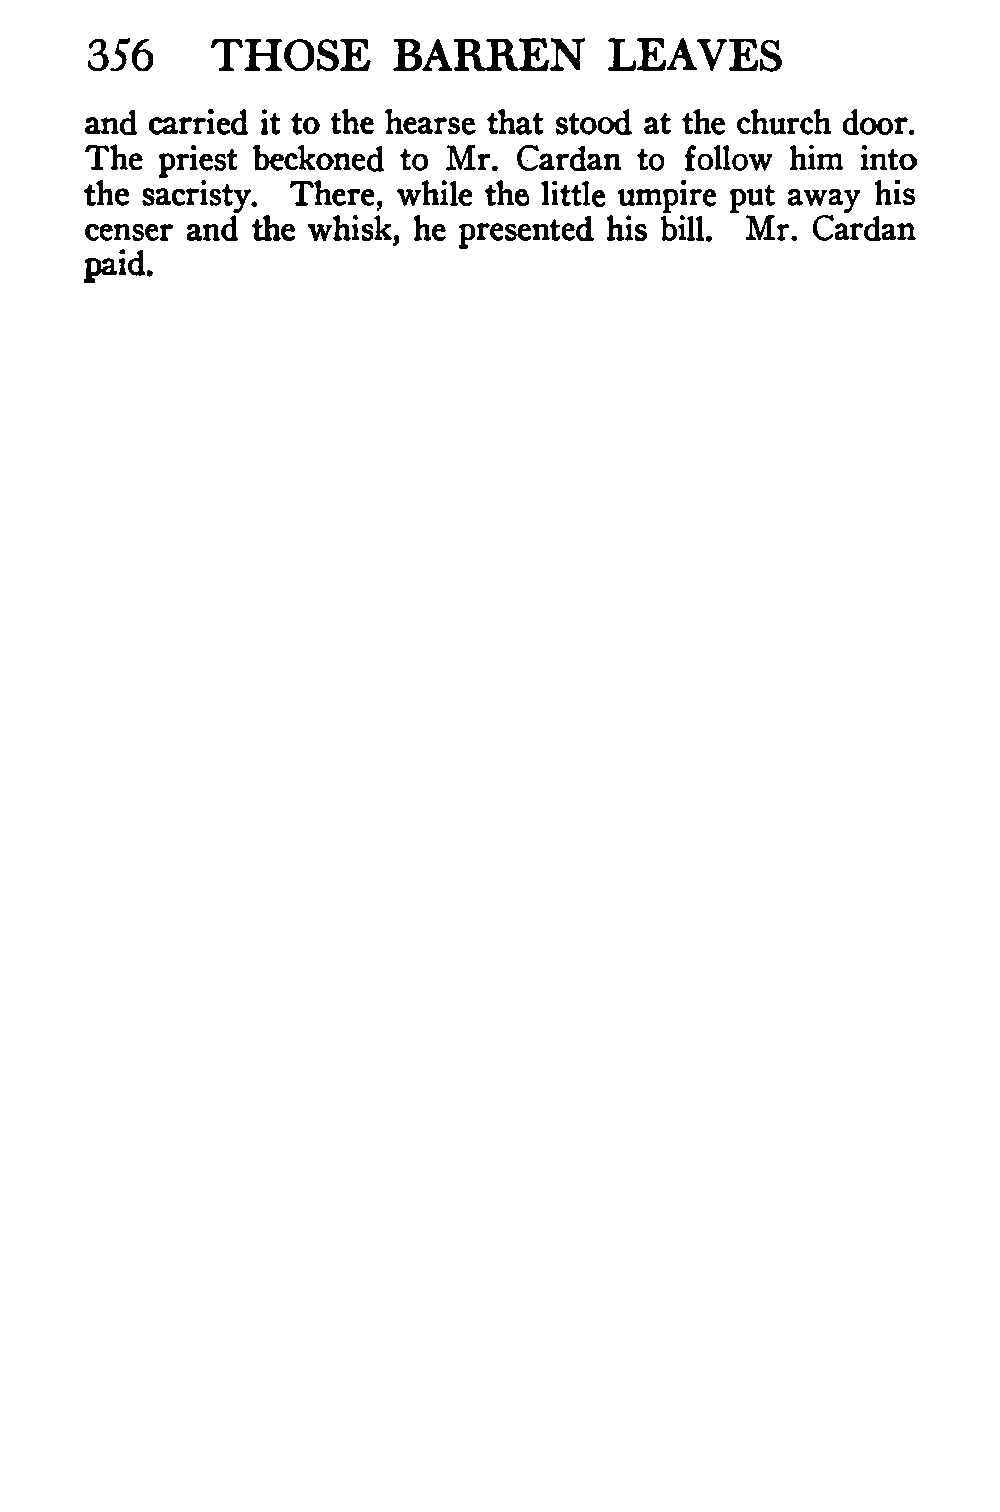 356 THOSE BARREN LEAVES
and carried it to the hearse that stood at the church door.
The priest beckoned to Mr. Cardan to follow him into
the sacristy. There, while the little umpire put away his
censer and the whisk, he presented his bill. Mr. Cardan
paid.